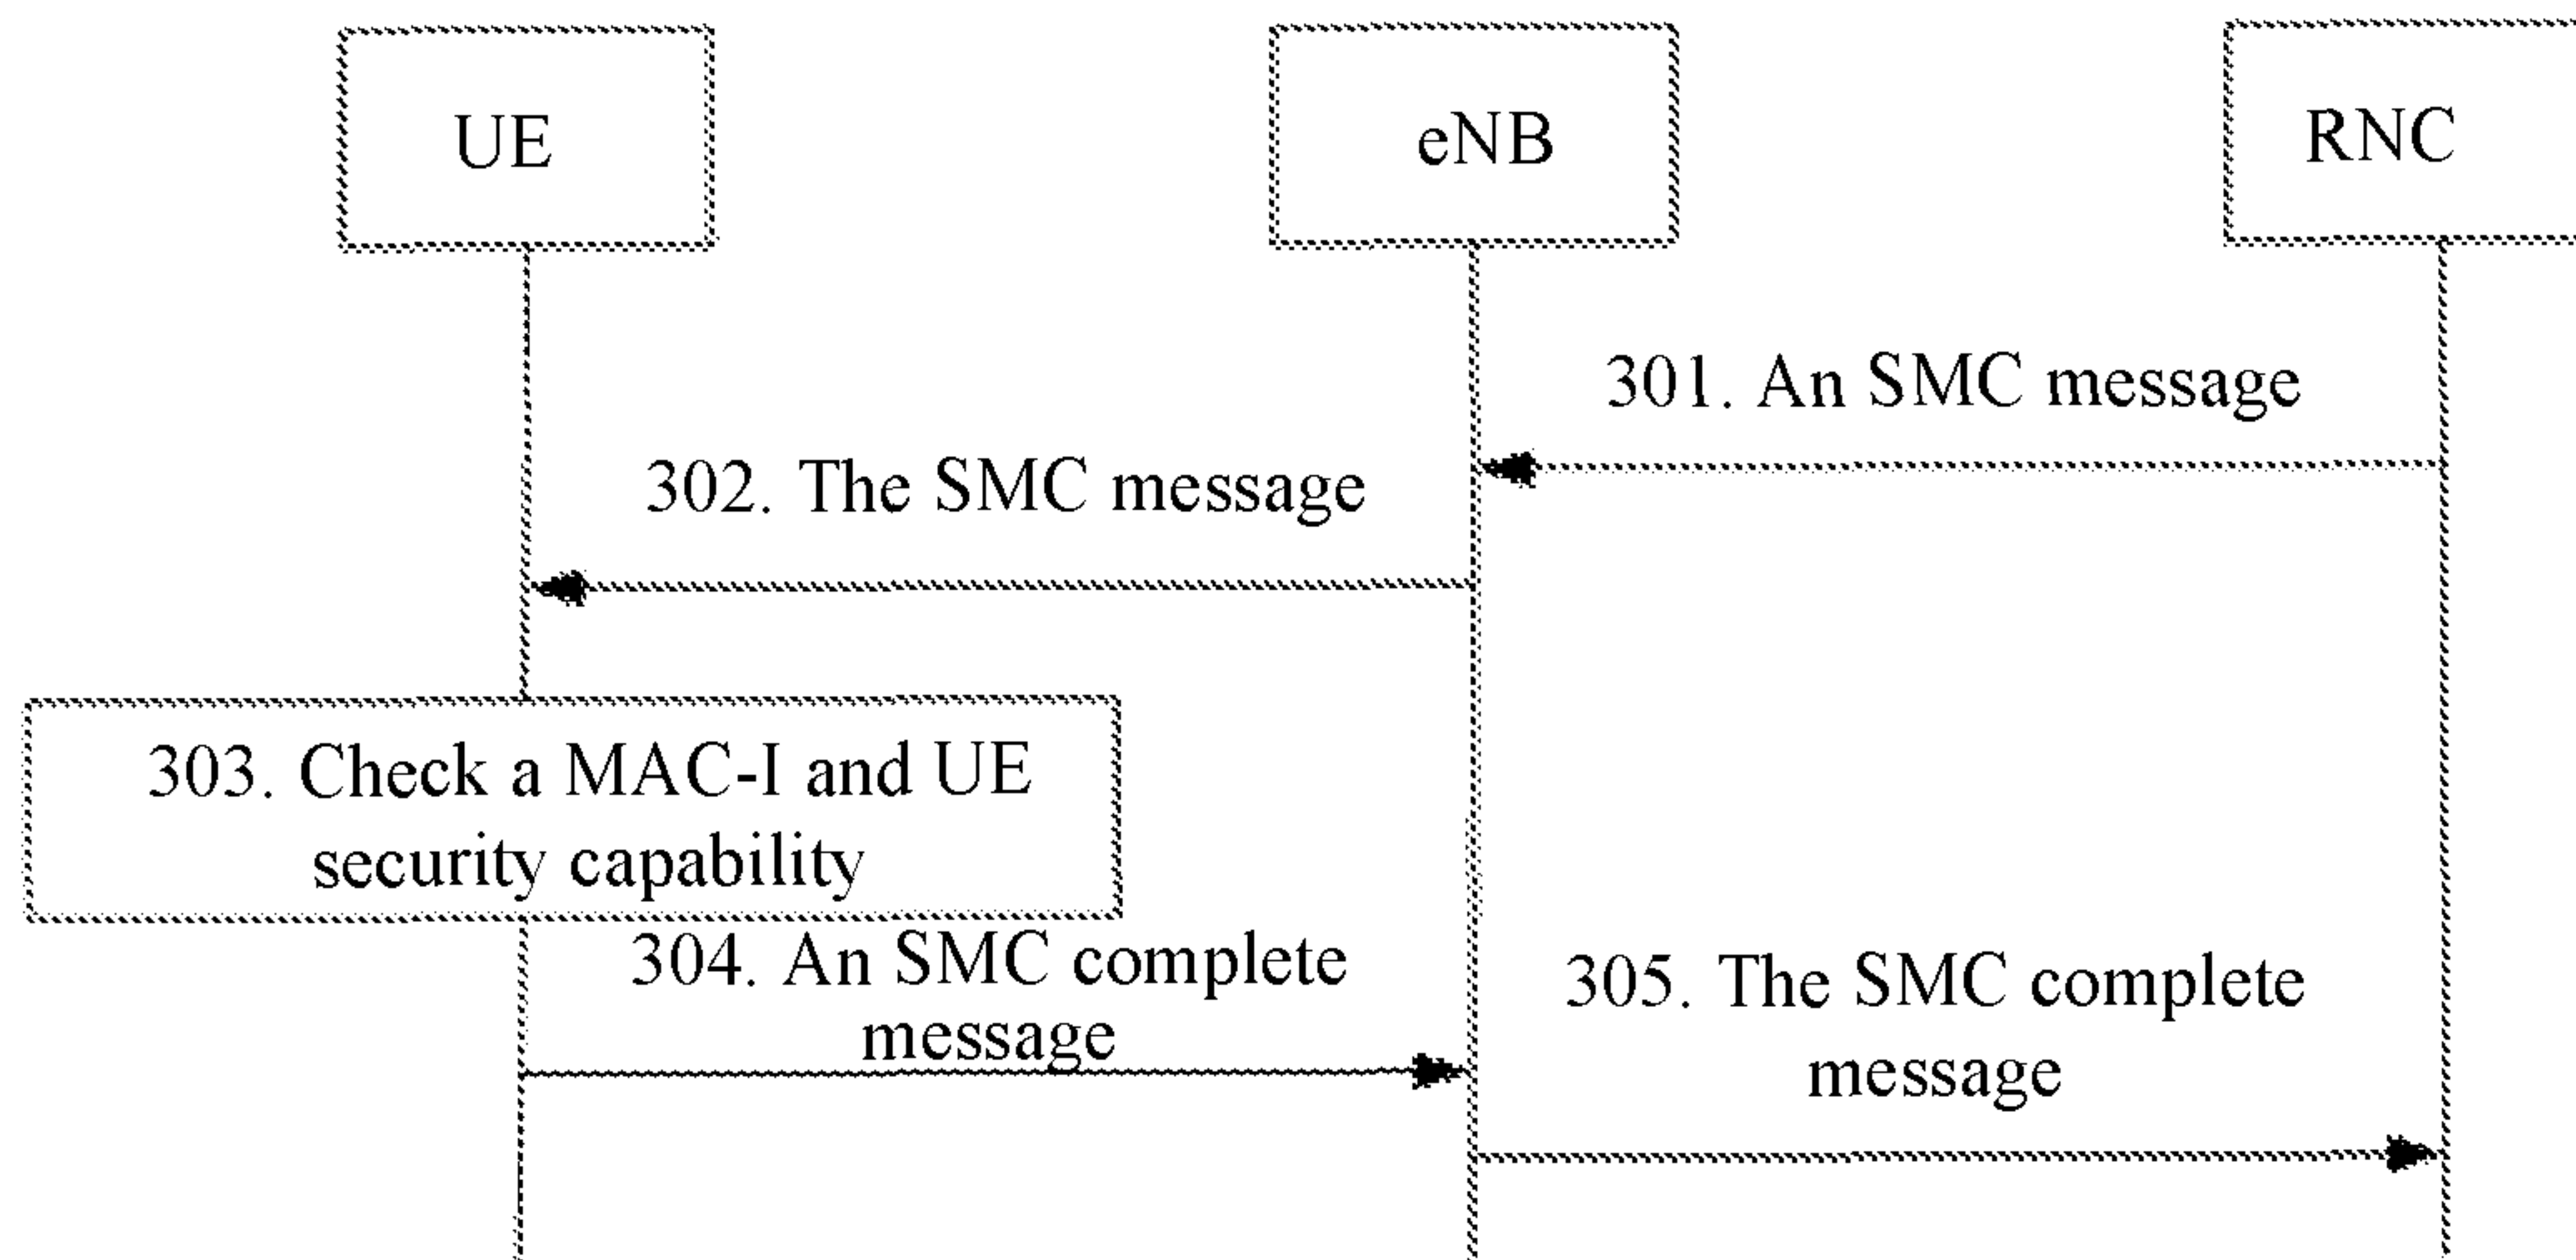 UE
eNB
RNC
301. An SMC message
302. The SMC message
303. Check a MAC-I and UE
security capability
304. An SMC complete
message
305. The SMC complete
message